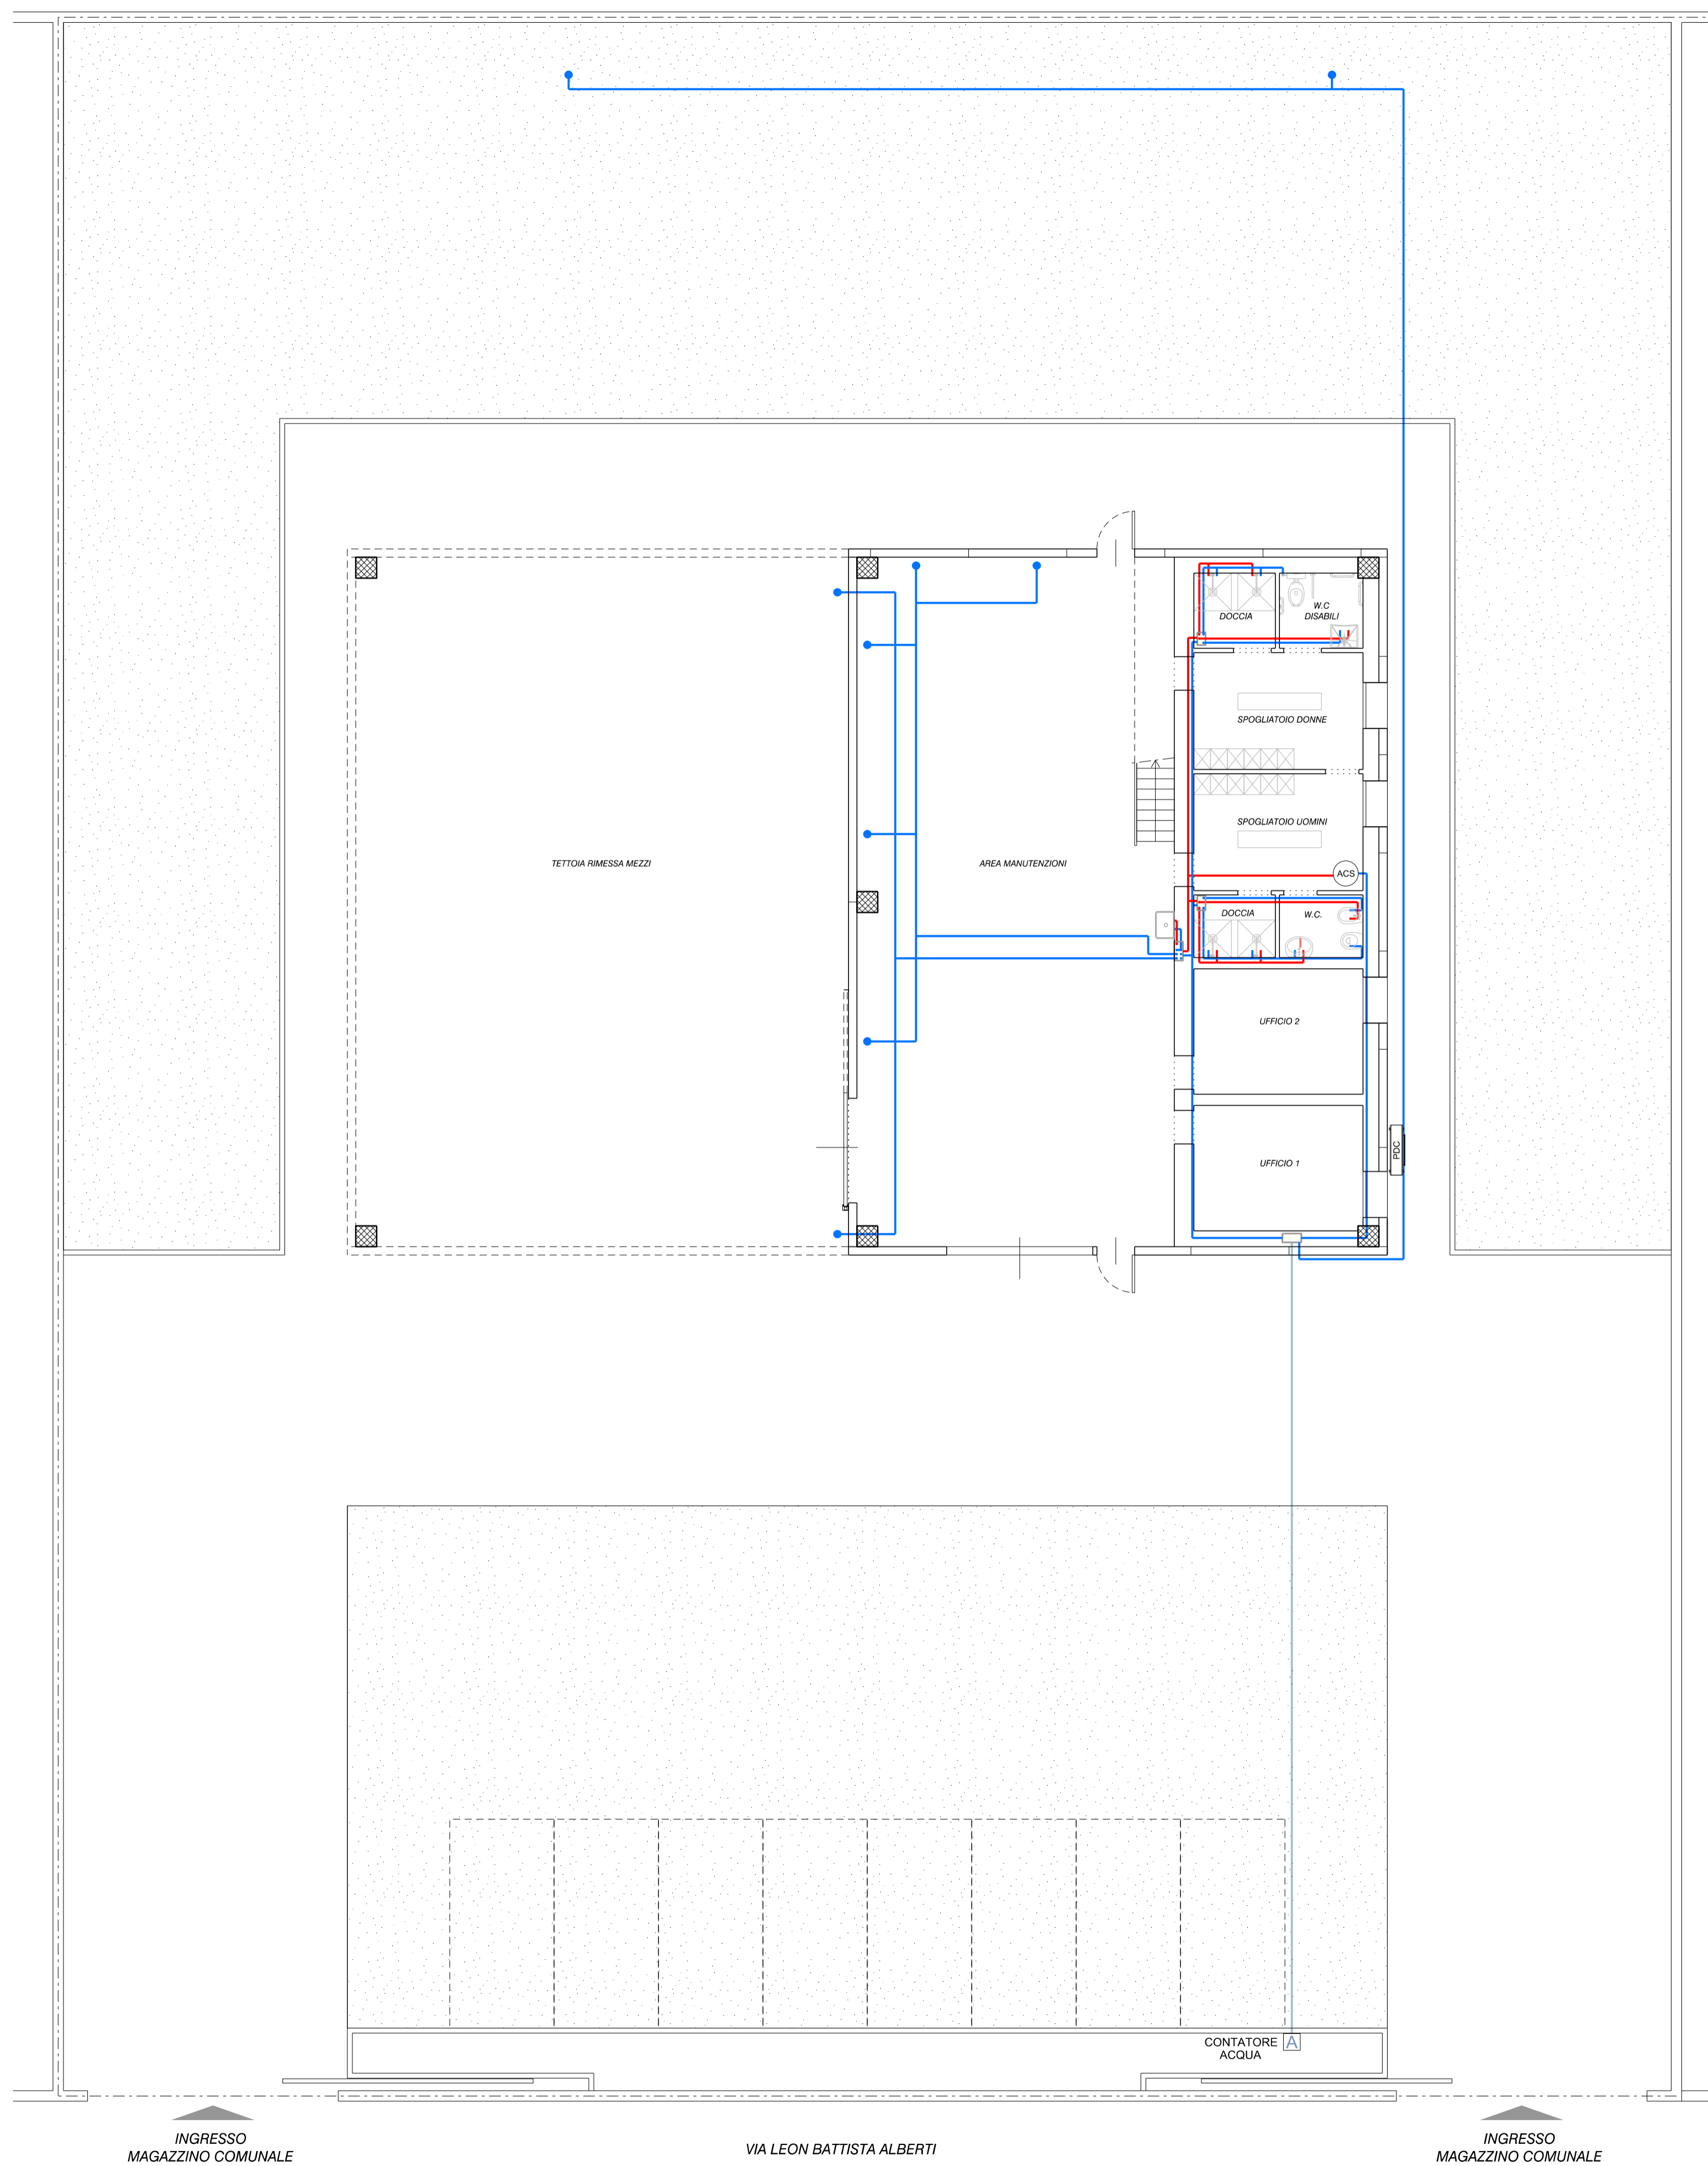 DOCCIA
W.C
DISABILI
SPOGLIATOIO DONNE
SPOGLIATOIO UOMINI
TETTOIA RIMESSA MEZZI
AREA MANUTENZIONI
ACS
DOCCIA
W.C.
UFFICIO 2
PDC
UFFICIO 1
CONTATORE
ACQUA
A
INGRESSO
MAGAZZINO COMUNALE
VIA LEON BATTISTA ALBERTI
INGRESSO
MAGAZZINO COMUNALE